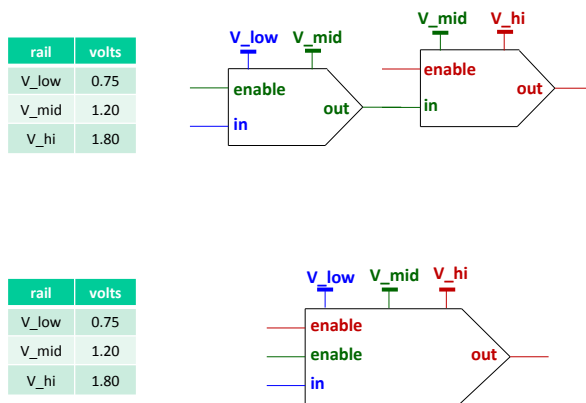 V_low V_mid
V_mid V_hi
rail volts
V_low 0.75
V_mid 1.20
V_hi 1.80
enable
in
out
enable
in
out
V_low V_mid V_hi
rail volts
V_low 0.75
V_mid 1.20
V_hi 1.80
enable
enable
in
out